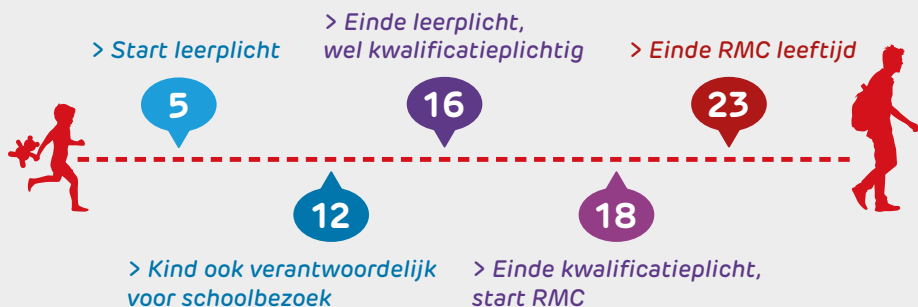 > Start leerplicht
5
> Kind ook verantwoordelijk
voor schoolbezoek
12
> Einde leerplicht,
wel kwalificatieplichtig
16
> Einde kwalificatieplicht,
start RMC
18
> Einde RMC leeftijd
23